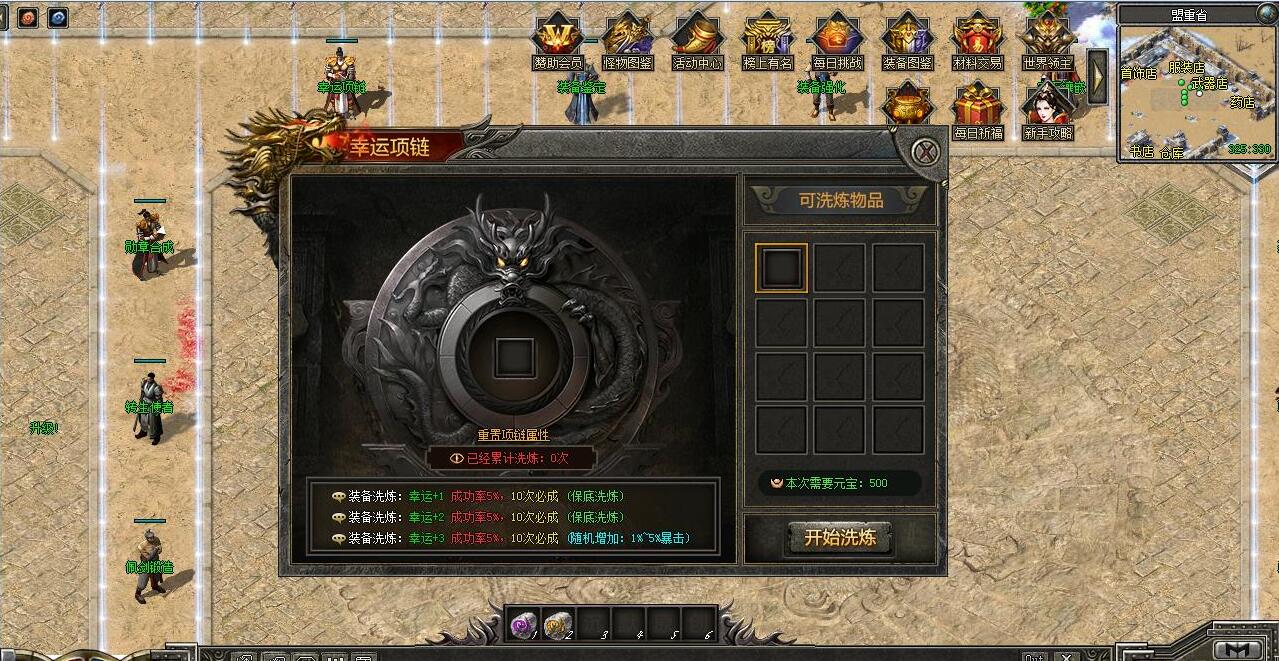 赞助会员
怪物图鉴
活动中心
榜上有名
每日挑战
装备图鉴
材料交易
世界领主
盟重省
首饰店
服装店
武器店
药店
书店
仓库
325:330
幸运项链
装备鉴定
装备强化
每日祈福
新手攻略
幸运项链
可洗炼物品
勋章合成
转生使者
升级!
佩剑锻造
重置项链属性
已经累计洗炼：0次
装备洗炼：幸运+1 成功率5%，10次必成（保底洗炼）
装备洗炼：幸运+2 成功率5%，10次必成（保底洗炼）
装备洗炼：幸运+3 成功率5%，10次必成（随机增加：1%~5%暴击）
本次需要元宝：500
开始洗炼
1
2
3
4
5
6